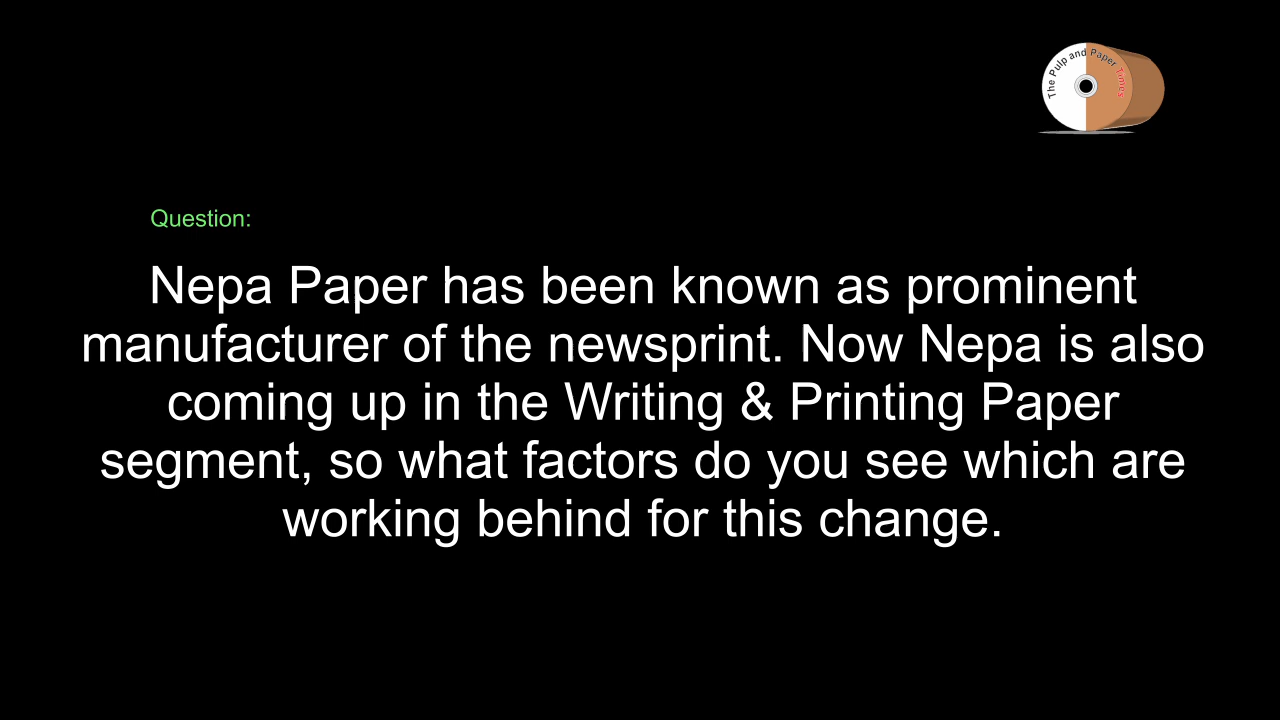 The Pulp and Paper Times
Question:
Nepa Paper has been known as prominent
manufacturer of the newsprint. Now Nepa is also
coming up in the Writing & Printing Paper
segment, so what factors do you see which are
working behind for this change.